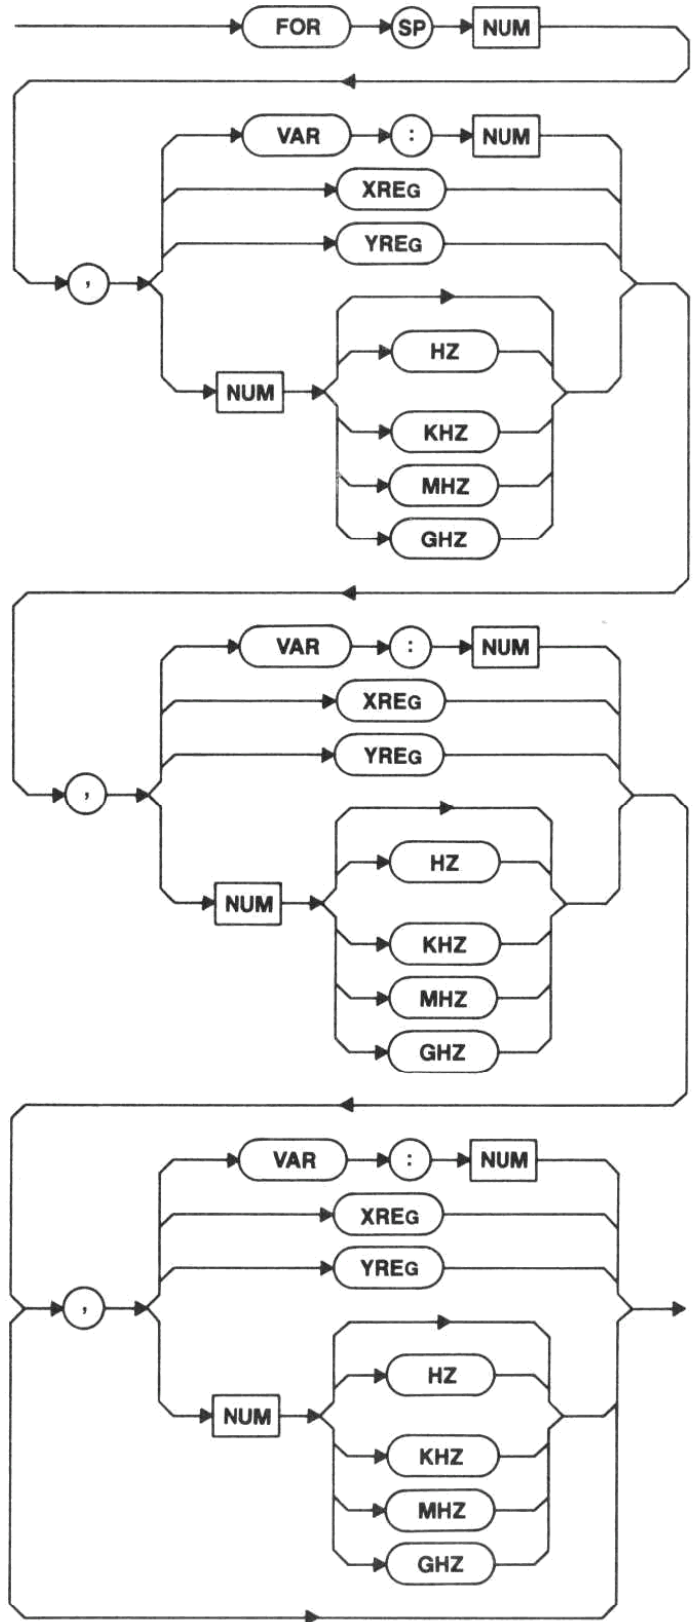 FOR SP NUM
VAR : NUM
XREG
YREG
,
HZ
NUM
KHZ
MHZ
GHZ
VAR : NUM
XREG
YREG
,
HZ
NUM
KHZ
MHZ
GHZ
VAR : NUM
XREG
YREG
,
HZ
NUM
KHZ
MHZ
GHZ